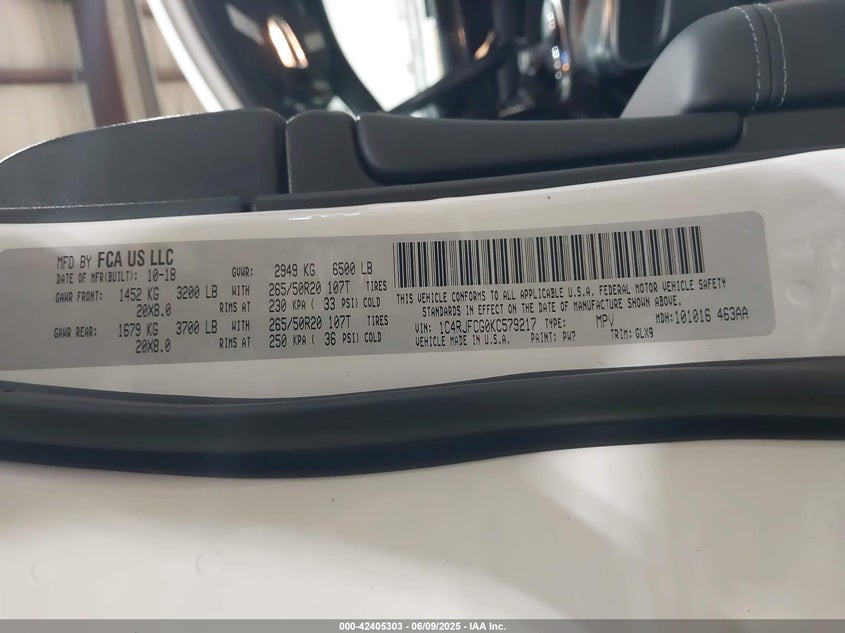 MFD BY FCA US LLC
DATE OF MFR(BUILT): 10-18 GVWR: 2949 KG 6500 LB
GAWR FRONT: 1452 KG 3200 LB WITH 265/50R20 107T TIRES
20X8.0 RIMS AT 230 KPA ( 33 PSI) COLD
GAWR REAR: 1679 KG 3700 LB WITH 265/50R20 107T TIRES
20X8.0 RIMS AT 250 KPA ( 36 PSI) COLD
THIS VEHICLE CONFORMS TO ALL APPLICABLE U.S.A. FEDERAL MOTOR VEHICLE SAFETY
STANDARDS IN EFFECT ON THE DATE OF MANUFACTURE SHOWN ABOVE.
VIN: 1C4RJFCG0KC579217 TYPE: MPV MDH:101016 463AA
VEHICLE MADE IN U.S.A. PAINT: PW7 TRIM: GLX9
000-42405303 - 06/09/2025 - IAA Inc.